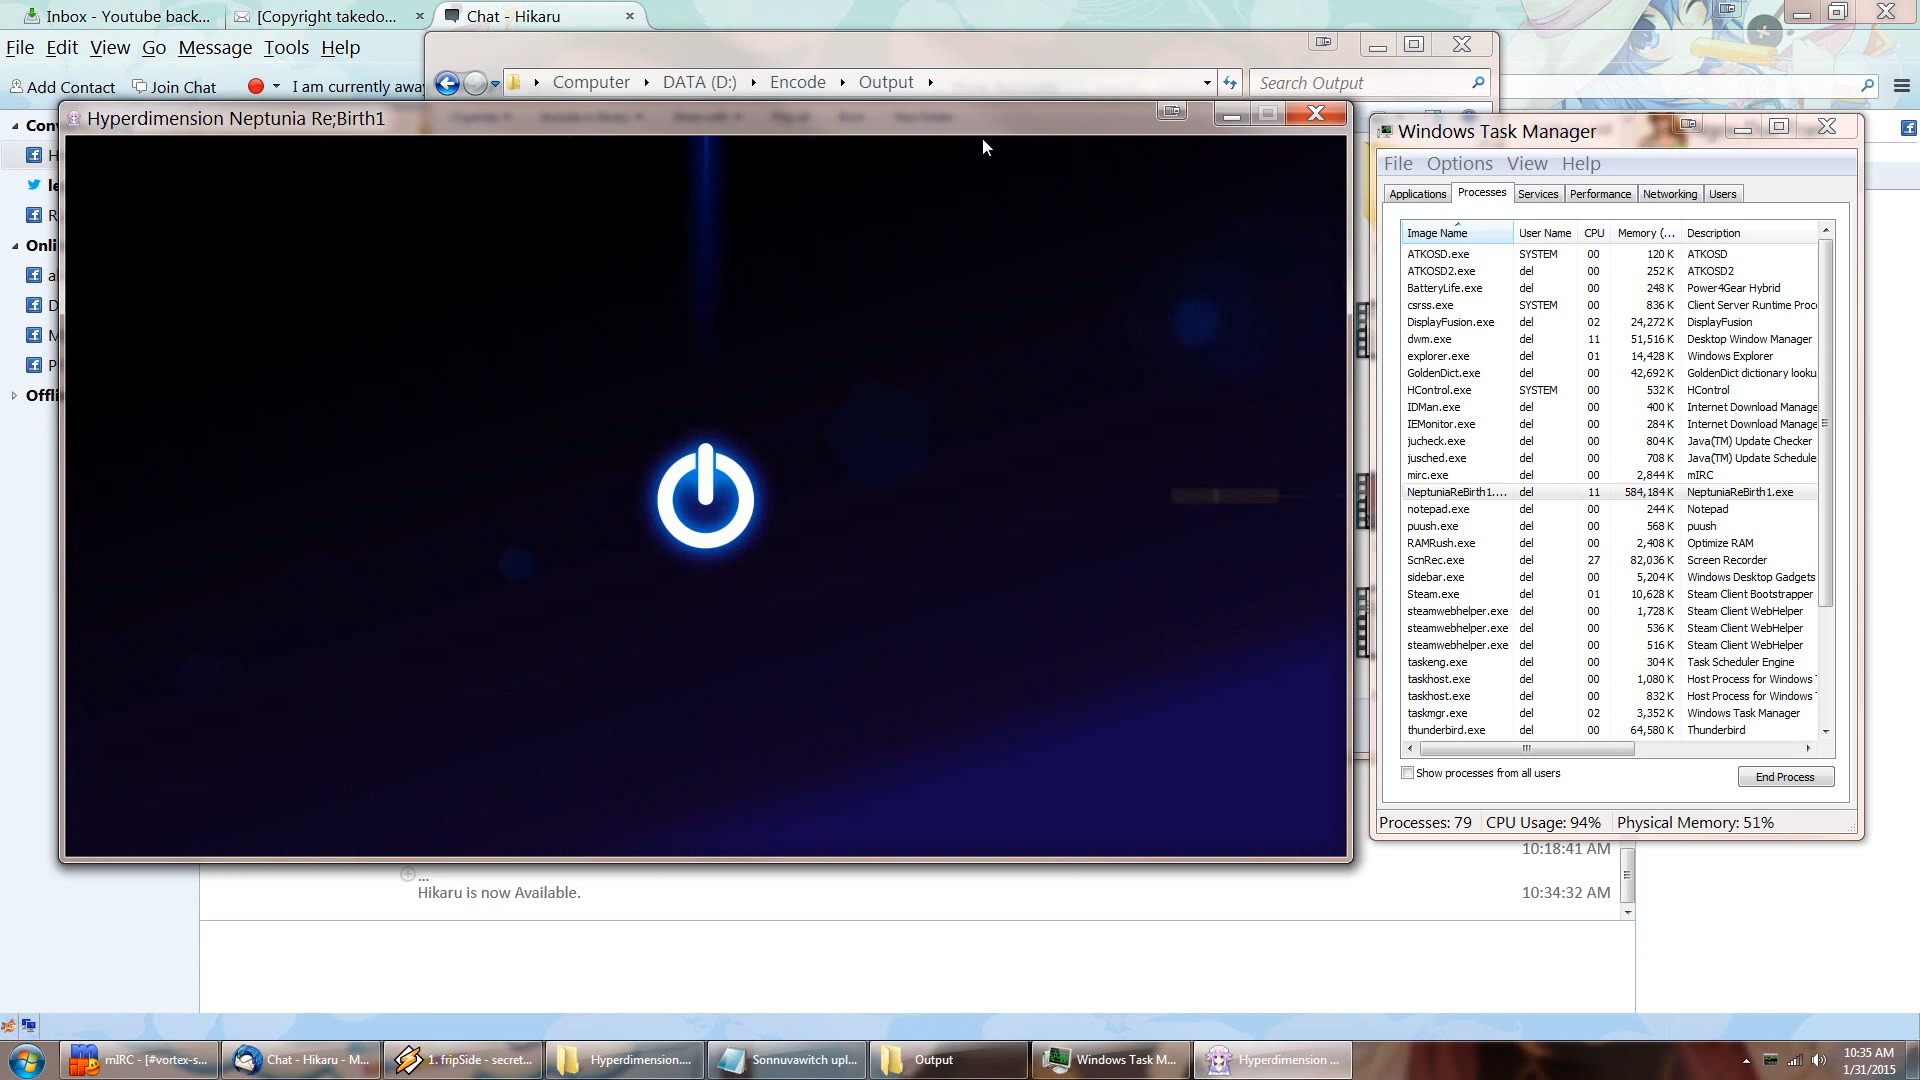 Inbox - Youtube back...
[Copyright takedo...
Chat - Hikaru
File Edit View Go Message Tools Help
Add Contact Join Chat
I am currently awa
Computer DATA (D:) Encode Output
Search Output
Hyperdimension Neptunia Re;Birth1
Windows Task Manager
File Options View Help
Applications Processes Services Performance Networking Users
Image Name User Name CPU Memory (... Description
ATKOSD.exe SYSTEM 00 120 K ATKOSD
ATKOSD2.exe del 00 252 K ATKOSD2
BatteryLife.exe del 00 248 K Power4Gear Hybrid
csrss.exe SYSTEM 00 836 K Client Server Runtime Proc
DisplayFusion.exe del 02 24,272 K DisplayFusion
dwm.exe del 11 51,516 K Desktop Window Manager
explorer.exe del 01 14,428 K Windows Explorer
GoldenDict.exe del 00 42,692 K GoldenDict dictionary looku
HControl.exe SYSTEM 00 532 K HControl
IDMan.exe del 00 400 K Internet Download Manage
IEMonitor.exe del 00 284 K Internet Download Manage
jucheck.exe del 00 804 K Java(TM) Update Checker
jusched.exe del 00 708 K Java(TM) Update Schedule
mirc.exe del 00 2,844 K mIRC
NeptuniaReBirth1.... del 11 584,184 K NeptuniaReBirth1.exe
notepad.exe del 00 244 K Notepad
puush.exe del 00 568 K puush
RAMRush.exe del 00 2,408 K Optimize RAM
ScnRec.exe del 27 82,036 K Screen Recorder
sidebar.exe del 00 5,204 K Windows Desktop Gadgets
Steam.exe del 01 10,628 K Steam Client Bootstrapper
steamwebhelper.exe del 00 1,728 K Steam Client WebHelper
steamwebhelper.exe del 00 536 K Steam Client WebHelper
steamwebhelper.exe del 00 516 K Steam Client WebHelper
taskeng.exe del 00 304 K Task Scheduler Engine
taskhost.exe del 00 1,080 K Host Process for Windows
taskhost.exe del 00 832 K Host Process for Windows
taskmgr.exe del 02 3,352 K Windows Task Manager
thunderbird.exe del 00 64,580 K Thunderbird
Show processes from all users
End Process
Processes: 79 CPU Usage: 94% Physical Memory: 51%
Con
H
le
R
Onli
a
D
M
P
Offli
10:18:41 AM
...
Hikaru is now Available. 10:34:32 AM
mIRC - [#vortex-s...
Chat - Hikaru - M...
1. fripSide - secret...
Hyperdimension....
Sonnuvawitch upl...
Output
Windows Task M...
Hyperdimension ...
10:35 AM
1/31/2015